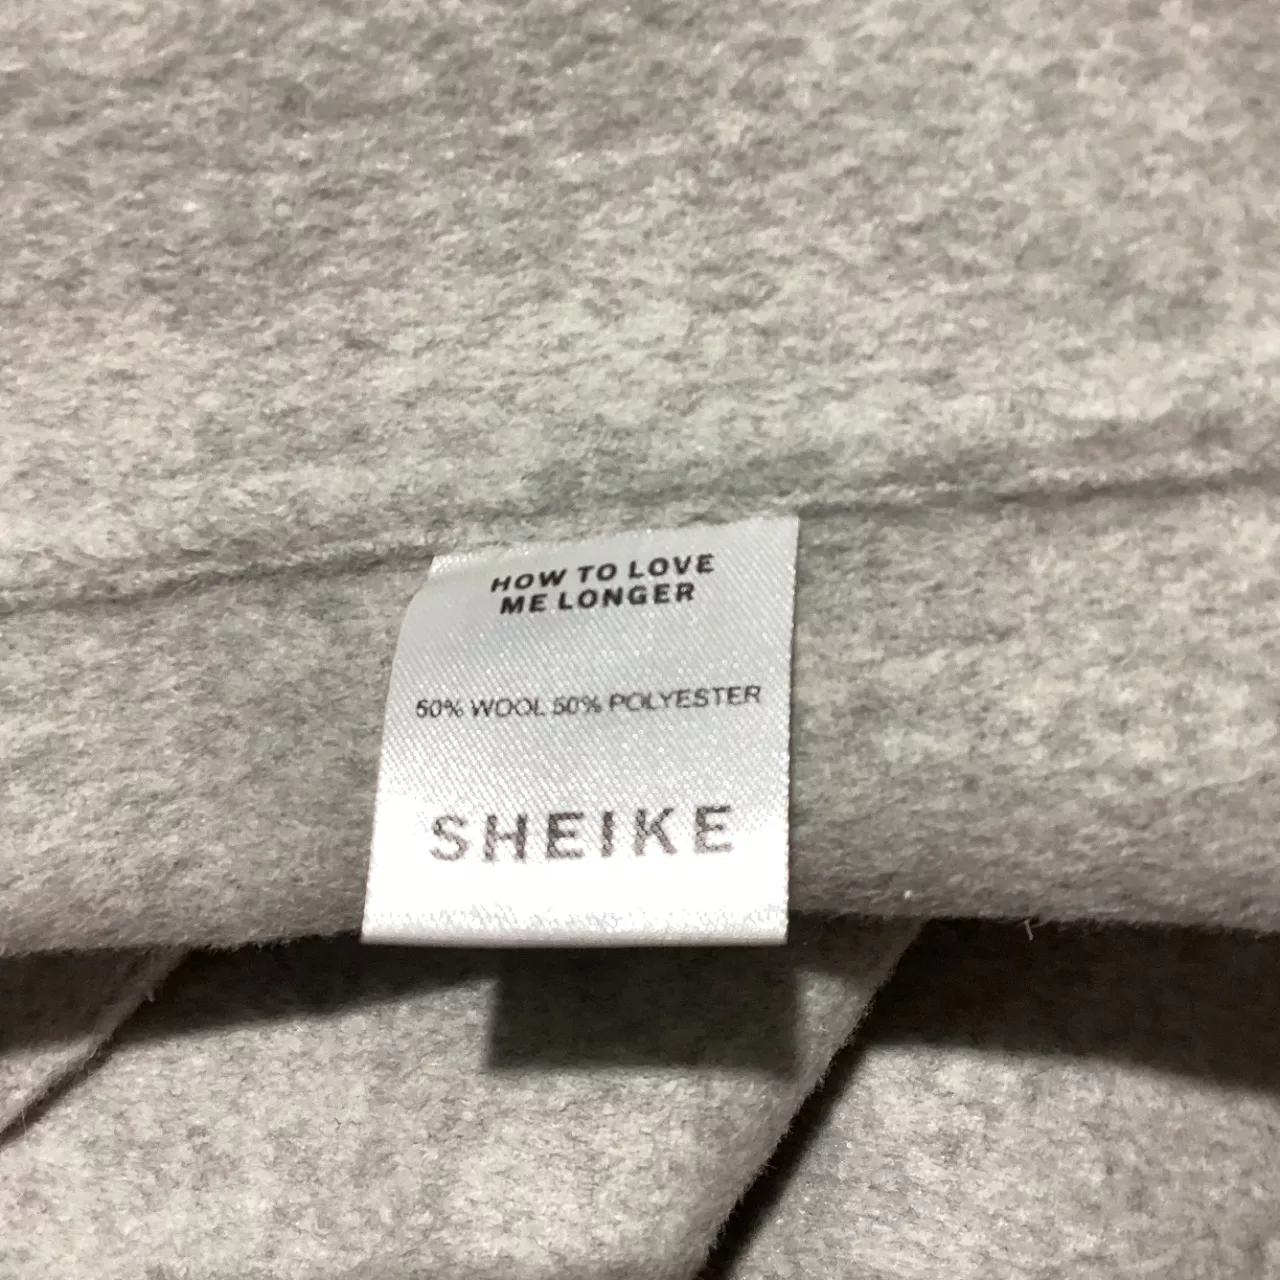 HOW TO LOVE
ME LONGER
50% WOOL 50% POLYESTER
SHEIKE